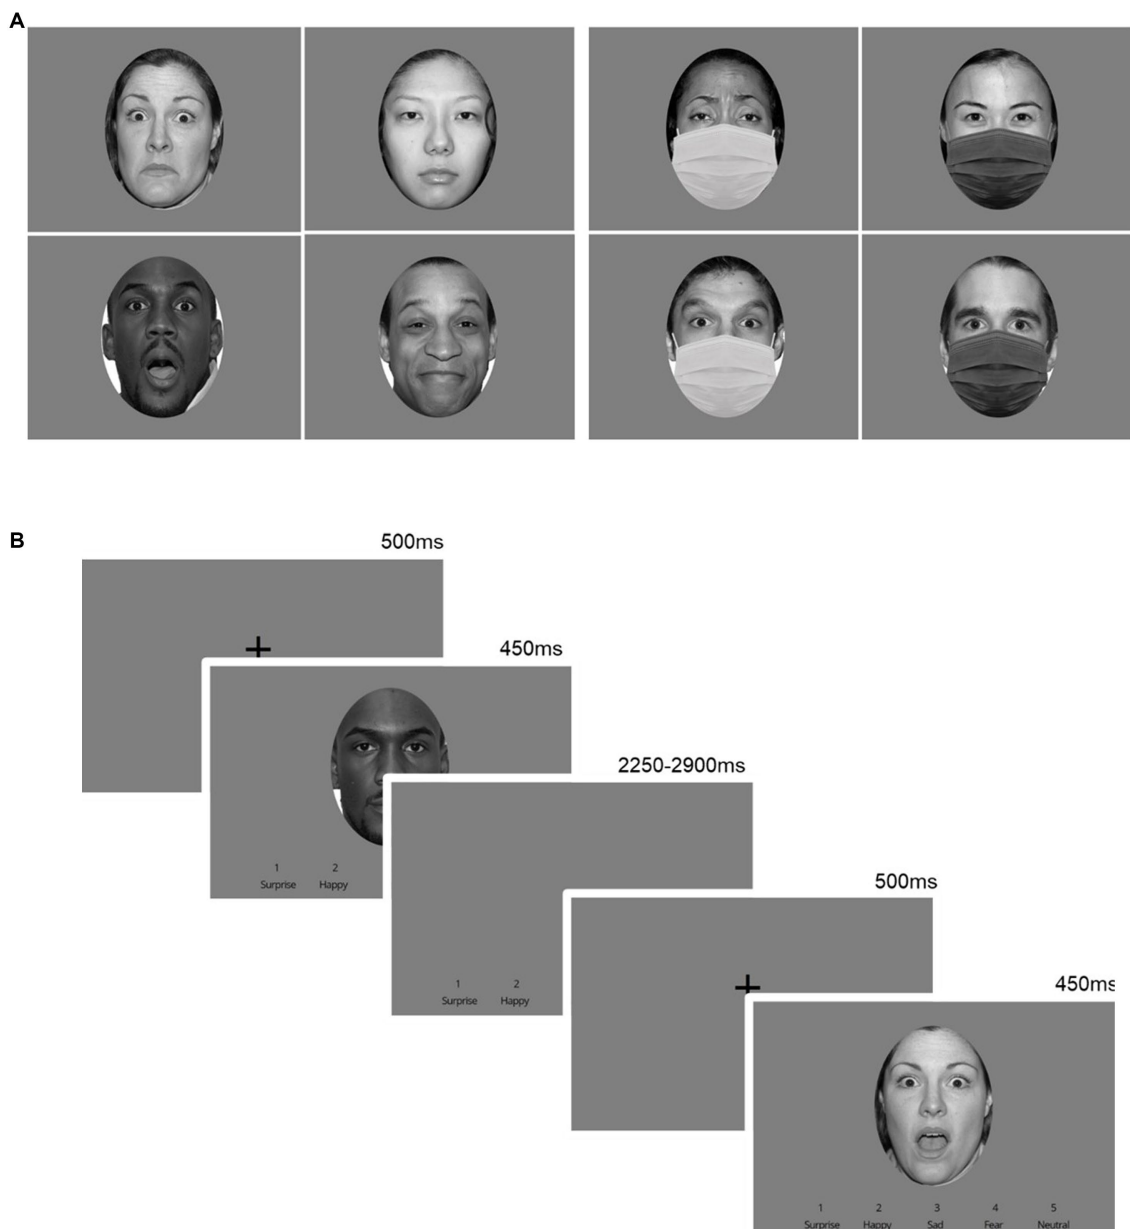 A
B
500ms
450ms
1 2
Surprise Happy
2250-2900ms
1 2
Surprise Happy
500ms
450ms
1 2 3 4 5
Surprise Happy Sad Fear Neutral